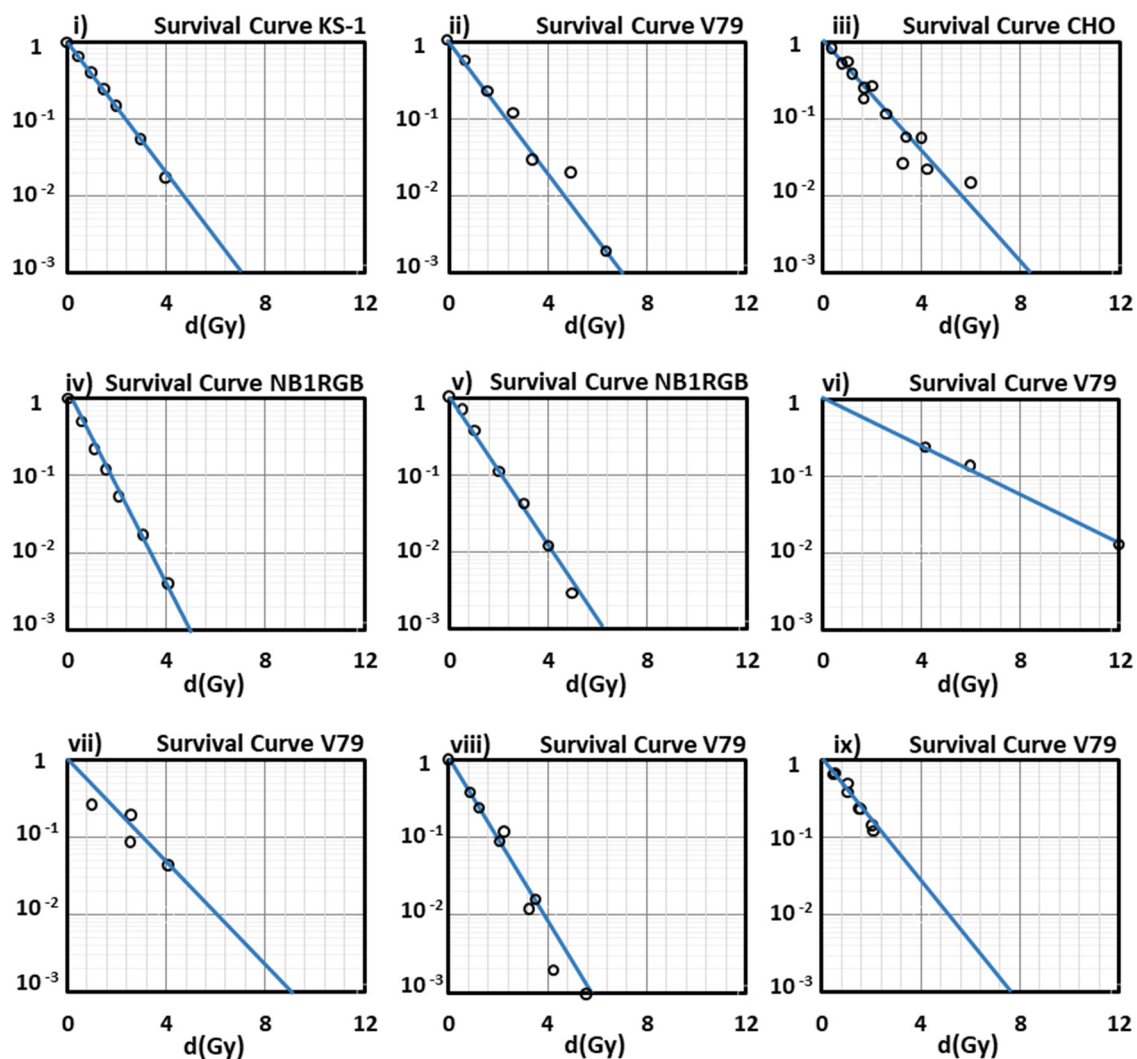 i) Survival Curve KS-1
1
10-1
10-2
10-3
0 4 8 12
d(Gy)
ii) Survival Curve V79
1
10-1
10-2
10-3
0 4 8 12
d(Gy)
iii) Survival Curve CHO
1
10-1
10-2
10-3
0 4 8 12
d(Gy)
iv) Survival Curve NB1RGB
1
10-1
10-2
10-3
0 4 8 12
d(Gy)
v) Survival Curve NB1RGB
1
10-1
10-2
10-3
0 4 8 12
d(Gy)
vi) Survival Curve V79
1
10-1
10-2
10-3
0 4 8 12
d(Gy)
vii) Survival Curve V79
1
10-1
10-2
10-3
0 4 8 12
d(Gy)
viii) Survival Curve V79
1
10-1
10-2
10-3
0 4 8 12
d(Gy)
ix) Survival Curve V79
1
10-1
10-2
10-3
0 4 8 12
d(Gy)